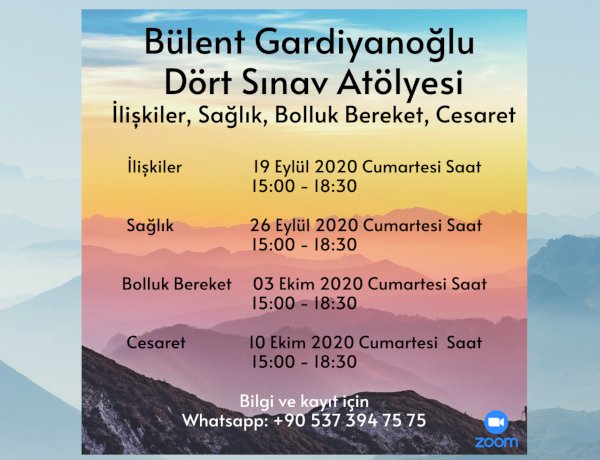 Bülent Gardiyanoğlu
Dört Sınav Atölyesi
İlişkiler, Sağlık, Bolluk Bereket, Cesaret
İlişkiler 19 Eylül 2020 Cumartesi Saat
15:00 - 18:30
Sağlık 26 Eylül 2020 Cumartesi Saat
15:00 - 18:30
Bolluk Bereket 03 Ekim 2020 Cumartesi Saat
15:00 - 18:30
Cesaret 10 Ekim 2020 Cumartesi Saat
15:00 - 18:30
Bilgi ve kayıt için
Whatsapp: +90 537 394 75 75
zoom